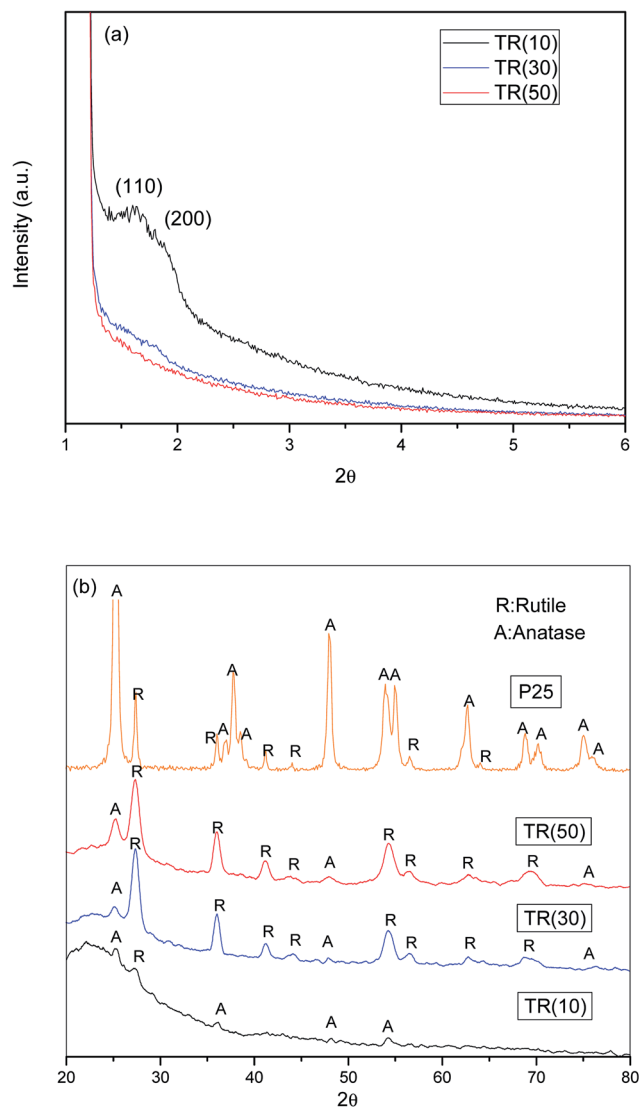 (a)
TR(10)
TR(30)
TR(50)
(110)
(200)
Intensity (a.u.)
1 2 3 4 5 6
2θ
(b)
R:Rutile
A:Anatase
A R R A A A R R A A A R A R A A A A
P25
A R R R R A R R R R A
TR(50)
A R R R R A R R R R A
TR(30)
A R A A A
TR(10)
20 30 40 50 60 70 80
2θ